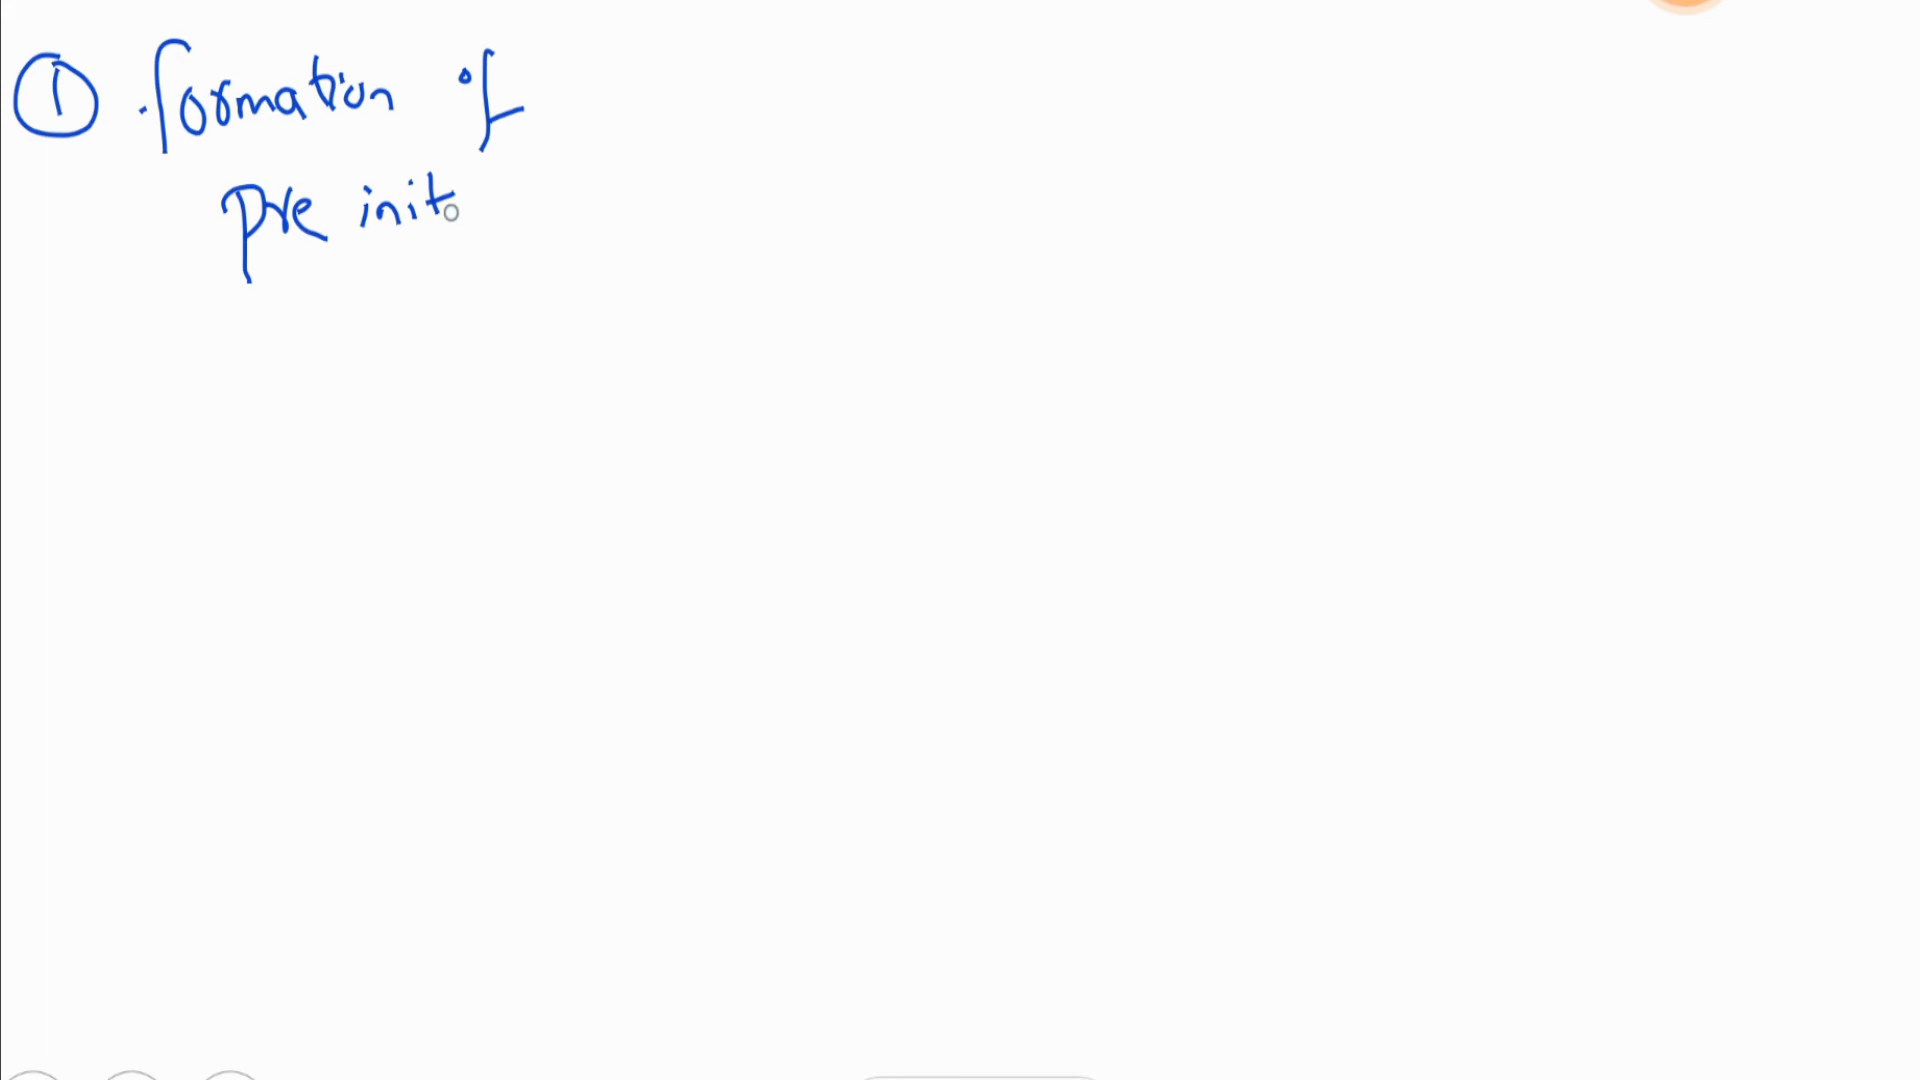 ① formation of
Pre init